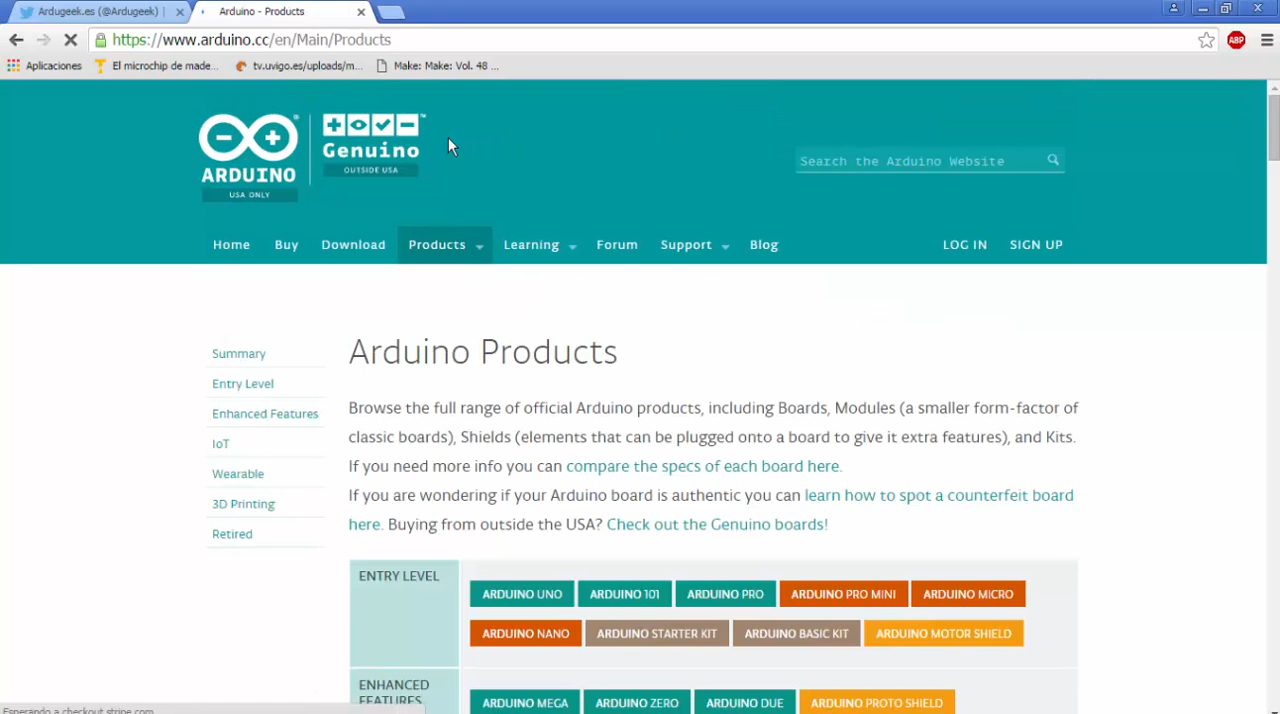 Ardugeek.es (@Ardugeek) |
Arduino - Products
https://www.arduino.cc/en/Main/Products
ABP
Aplicaciones
El microchip de made...
tv.uvigo.es/uploads/m...
Make: Make: Vol. 48 ...
ARDUINO
USA ONLY
Genuino
OUTSIDE USA
TM
Search the Arduino Website
Home
Buy
Download
Products
Learning
Forum
Support
Blog
LOG IN
SIGN UP
Summary
Entry Level
Enhanced Features
IoT
Wearable
3D Printing
Retired
Arduino Products
Browse the full range of official Arduino products, including Boards, Modules (a smaller form-factor of
classic boards), Shields (elements that can be plugged onto a board to give it extra features), and Kits.
If you need more info you can compare the specs of each board here.
If you are wondering if your Arduino board is authentic you can learn how to spot a counterfeit board
here. Buying from outside the USA? Check out the Genuino boards!
ENTRY LEVEL
ARDUINO UNO
ARDUINO 101
ARDUINO PRO
ARDUINO PRO MINI
ARDUINO MICRO
ARDUINO NANO
ARDUINO STARTER KIT
ARDUINO BASIC KIT
ARDUINO MOTOR SHIELD
ENHANCED
FEATURES
ARDUINO MEGA
ARDUINO ZERO
ARDUINO DUE
ARDUINO PROTO SHIELD
Esperando a checkout.stripe.com